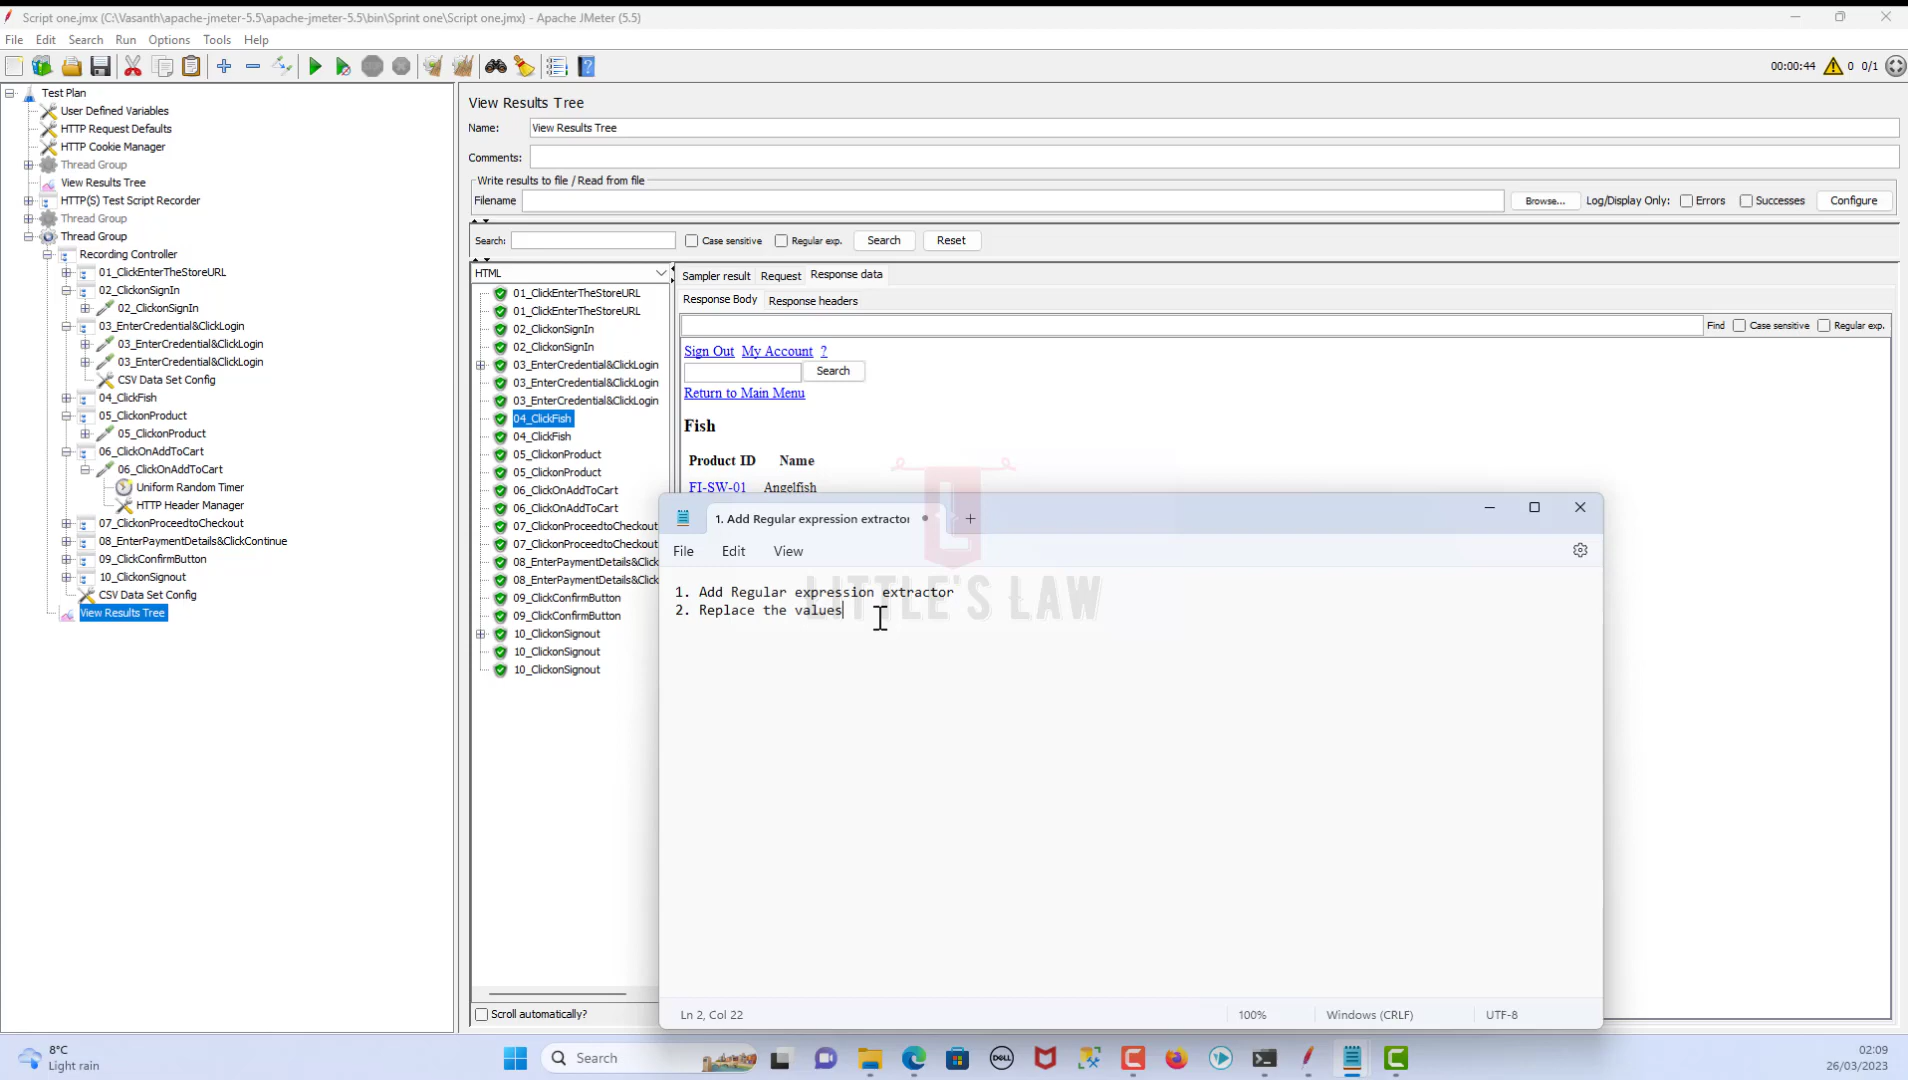 Script one.jmx (C:\Vasanth\apache-jmeter-5.5\apache-jmeter-5.5\bin\Sprint one\Script one.jmx) - Apache JMeter (5.5)
File Edit Search Run Options Tools Help
00:00:44 0 0/1
Test Plan
User Defined Variables
HTTP Request Defaults
HTTP Cookie Manager
Thread Group
View Results Tree
HTTP(S) Test Script Recorder
Thread Group
Thread Group
Recording Controller
01_ClickEnterTheStoreURL
02_ClickonSignIn
02_ClickonSignIn
03_EnterCredential&ClickLogin
03_EnterCredential&ClickLogin
03_EnterCredential&ClickLogin
CSV Data Set Config
04_ClickFish
05_ClickonProduct
05_ClickonProduct
06_ClickOnAddToCart
06_ClickOnAddToCart
Uniform Random Timer
HTTP Header Manager
07_ClickonProceedtoCheckout
08_EnterPaymentDetails&ClickContinue
09_ClickConfirmButton
10_ClickonSignout
CSV Data Set Config
View Results Tree
View Results Tree
Name: View Results Tree
Comments:
Write results to file / Read from file
Filename Browse... Log/Display Only: Errors Successes Configure
Search: Case sensitive Regular exp. Search Reset
HTML
01_ClickEnterTheStoreURL
01_ClickEnterTheStoreURL
02_ClickonSignIn
02_ClickonSignIn
03_EnterCredential&ClickLogin
03_EnterCredential&ClickLogin
03_EnterCredential&ClickLogin
04_ClickFish
04_ClickFish
05_ClickonProduct
05_ClickonProduct
06_ClickOnAddToCart
06_ClickOnAddToCart
07_ClickonProceedtoCheckout
07_ClickonProceedtoCheckout
08_EnterPaymentDetails&Click
08_EnterPaymentDetails&Click
09_ClickConfirmButton
09_ClickConfirmButton
10_ClickonSignout
10_ClickonSignout
10_ClickonSignout
Scroll automatically?
Sampler result Request Response data
Response Body Response headers
Find Case sensitive Regular exp.
Sign Out My Account ?
Search
Return to Main Menu
Fish
Product ID Name
FI-SW-01 Angelfish
1. Add Regular expression extractor
File Edit View
1. Add Regular expression extractor
2. Replace the values
LITTLE'S LAW
Ln 2, Col 22 100% Windows (CRLF) UTF-8
8°C
Light rain
Search
DELL
02:09
26/03/2023